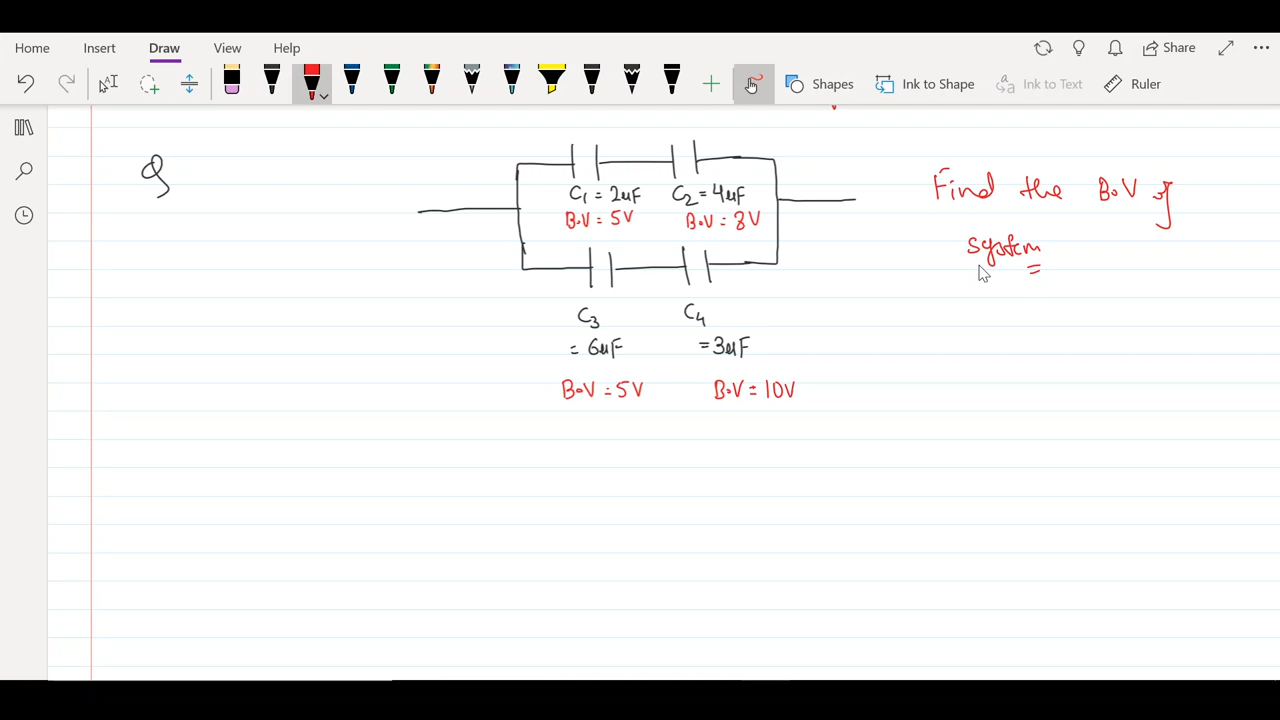 Home Insert Draw View Help Share
Shapes Ink to Shape Ink to Text Ruler
Q
C1 = 2uF C2 = 4uF
B.V = 5V B.V = 8V
Find the B.V of
system
C3 C4
= 6uF = 3uF
B.V = 5V B.V = 10V